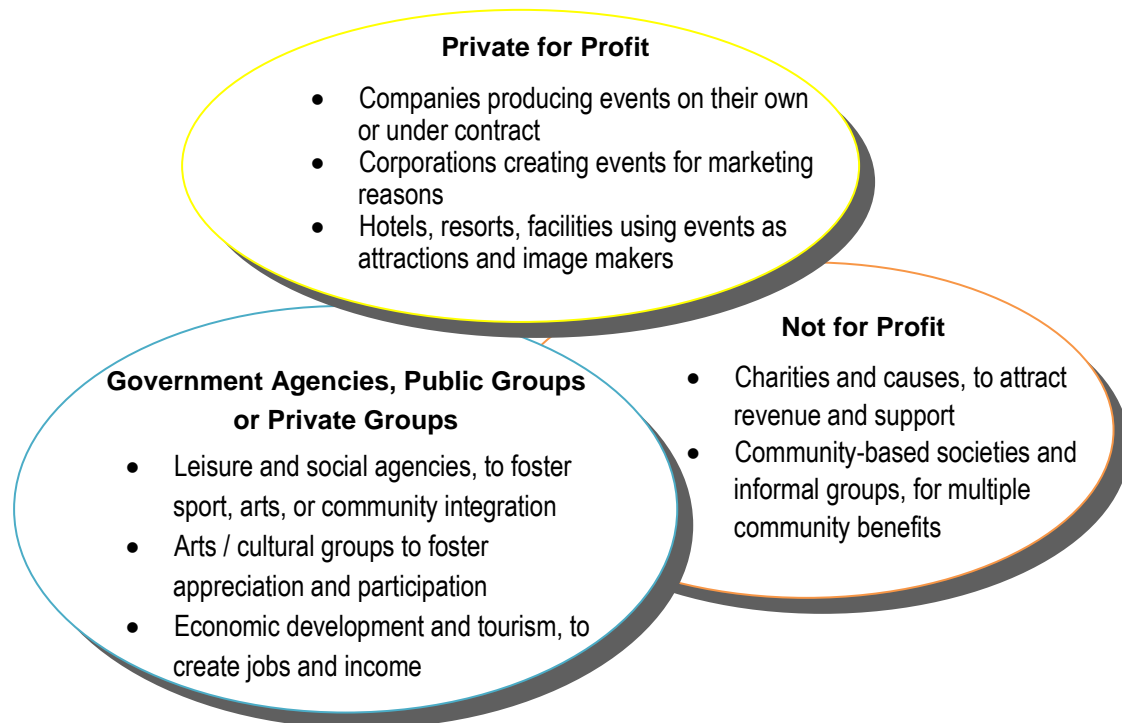 Private for Profit
• Companies producing events on their own
or under contract
• Corporations creating events for marketing
reasons
• Hotels, resorts, facilities using events as
attractions and image makers
Government Agencies, Public Groups
or Private Groups
• Leisure and social agencies, to foster
sport, arts, or community integration
• Arts / cultural groups to foster
appreciation and participation
• Economic development and tourism, to
create jobs and income
Not for Profit
• Charities and causes, to attract
revenue and support
• Community-based societies and
informal groups, for multiple
community benefits